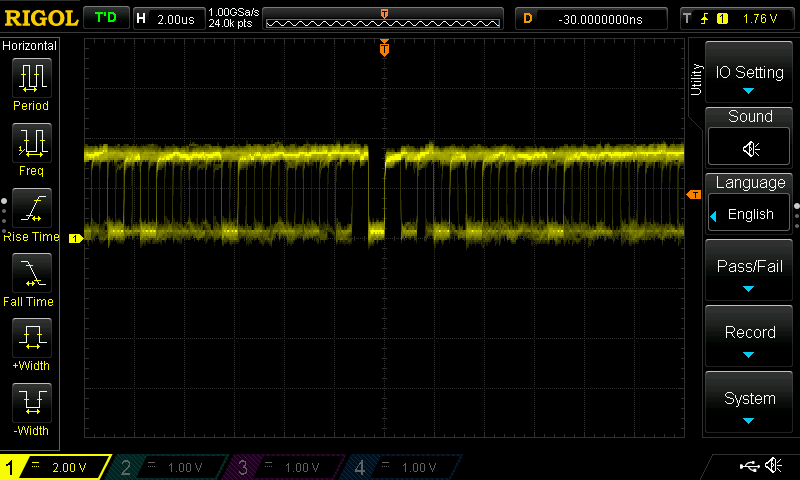 RIGOL T'D H 2.00us 1.00GSa/s 24.0k pts T D -30.0000000ns T 1 1.76 V
Horizontal
Period
Freq
Rise Time
Fall Time
+Width
-Width
T
T
1
Utility
IO Setting
Sound
Language
English
Pass/Fail
Record
System
1 2.00 V 2 1.00 V 3 1.00 V 4 1.00 V